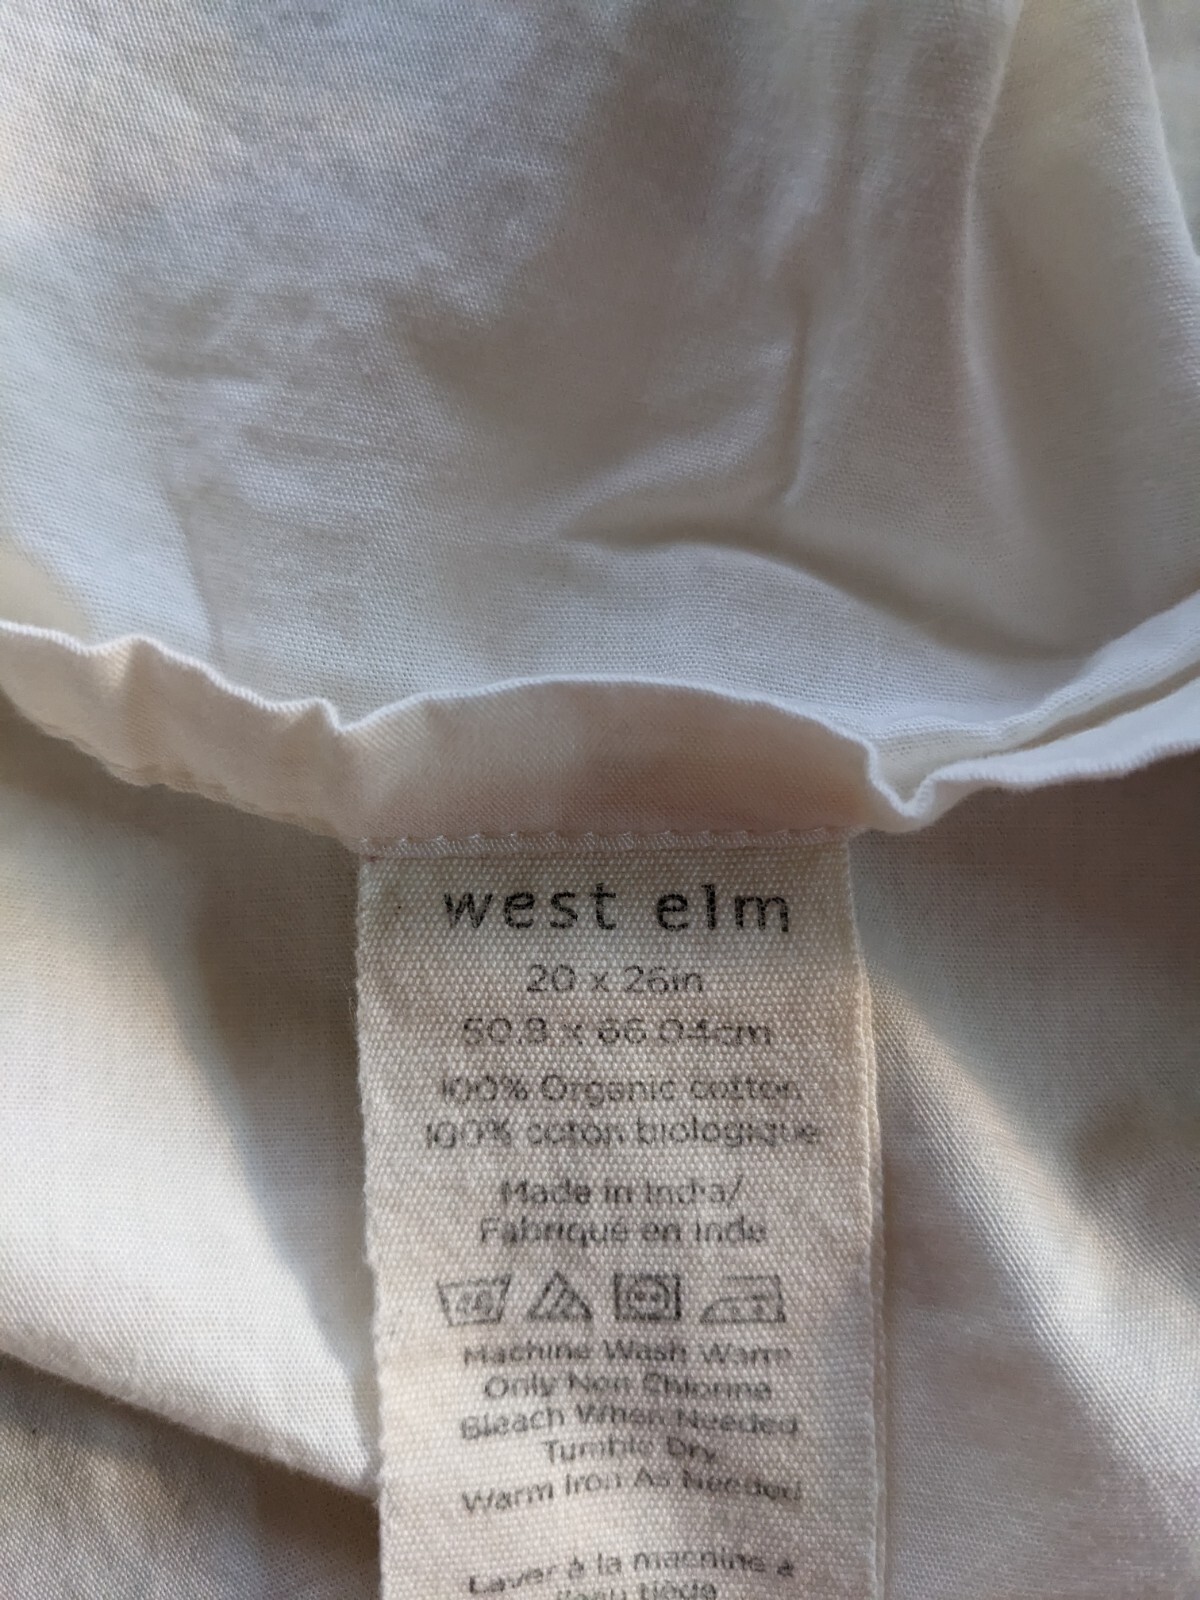 west elm
20 x 26in
50.8 x 66.04cm
100% Organic cotton
100% coton biologique
Made in India/
Fabriqué en Inde
Machine Wash Warm
Only Non Chlorine
Bleach When Needed
Tumble Dry
Warm Iron As Needed
Laver à la machine à
l'eau tiède